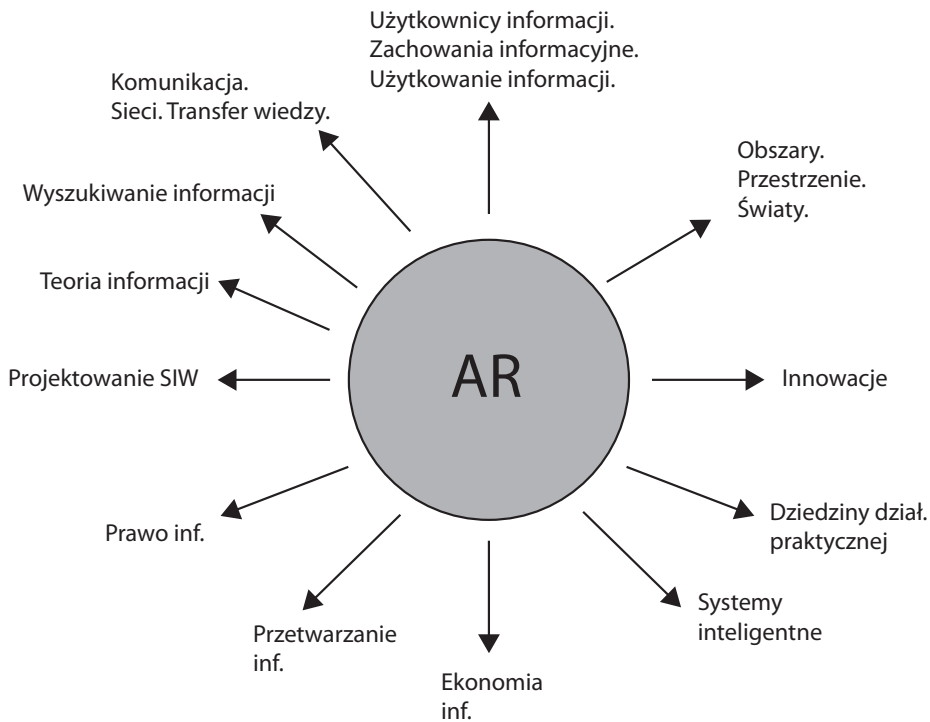 Użytkownicy informacji.
Zachowania informacyjne.
Użytkowanie informacji.
Komunikacja.
Sieci. Transfer wiedzy.
Obszary.
Przestrzenie.
Światy.
Wyszukiwanie informacji
Teoria informacji
Projektowanie SIW
AR
Innowacje
Prawo inf.
Dziedziny dział.
praktycznej
Przetwarzanie
inf.
Systemy
inteligentne
Ekonomia
inf.